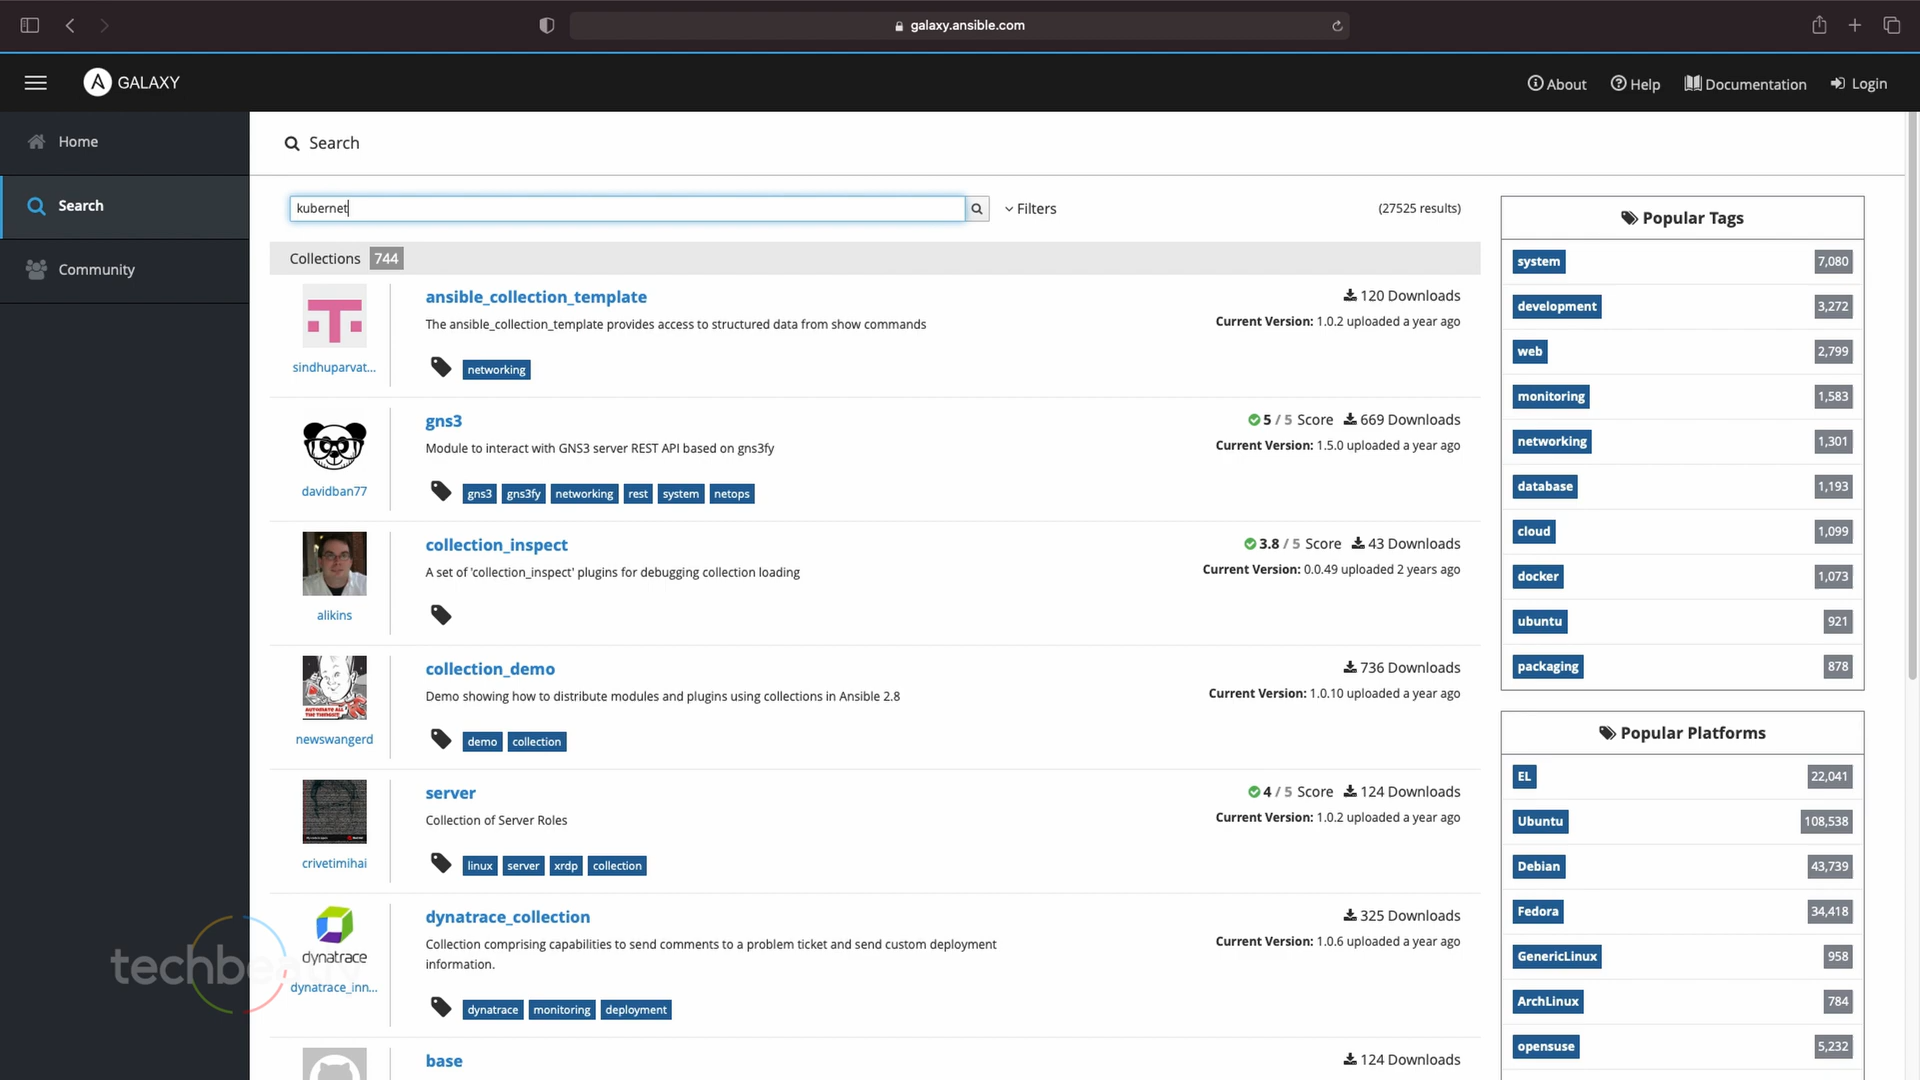 galaxy.ansible.com
GALAXY
About
Help
Documentation
Login
Home
Search
Community
Search
kubernet
Filters
(27525 results)
Collections 744
ansible_collection_template
120 Downloads
The ansible_collection_template provides access to structured data from show commands
Current Version: 1.0.2 uploaded a year ago
sindhuparvat...
networking
gns3
5 / 5 Score 669 Downloads
Module to interact with GNS3 server REST API based on gns3fy
Current Version: 1.5.0 uploaded a year ago
davidban77
gns3 gns3fy networking rest system netops
collection_inspect
3.8 / 5 Score 43 Downloads
A set of 'collection_inspect' plugins for debugging collection loading
Current Version: 0.0.49 uploaded 2 years ago
alikins
collection_demo
736 Downloads
Demo showing how to distribute modules and plugins using collections in Ansible 2.8
Current Version: 1.0.10 uploaded a year ago
AUTOMATE ALL
THE THINGS!
newswangerd
demo collection
server
4 / 5 Score 124 Downloads
Collection of Server Roles
Current Version: 1.0.2 uploaded a year ago
crivetimihai
linux server xrdp collection
dynatrace_collection
325 Downloads
Collection comprising capabilities to send comments to a problem ticket and send custom deployment
information.
Current Version: 1.0.6 uploaded a year ago
dynatrace
dynatrace_inn...
dynatrace monitoring deployment
base
124 Downloads
Popular Tags
system 7,080
development 3,272
web 2,799
monitoring 1,583
networking 1,301
database 1,193
cloud 1,099
docker 1,073
ubuntu 921
packaging 878
Popular Platforms
EL 22,041
Ubuntu 108,538
Debian 43,739
Fedora 34,418
GenericLinux 958
ArchLinux 784
opensuse 5,232